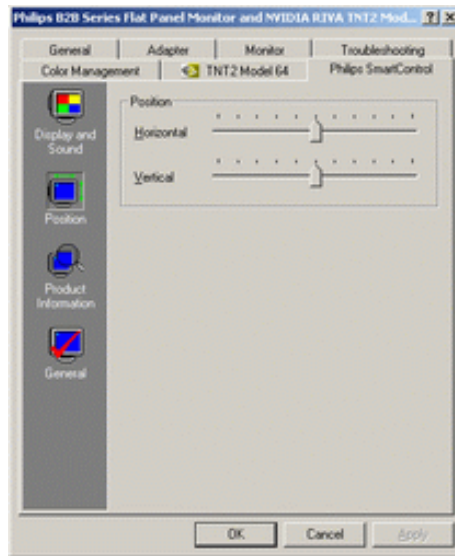 Philips B2B Series Flat Panel Monitor and NVIDIA RIVA TNT2 Mod...
General Adapter Monitor Troubleshooting
Color Management TNT2 Model 64 Philips SmartControl
Position
Horizontal
Vertical
Display and
Sound
Position
Product
Information
General
OK Cancel Apply